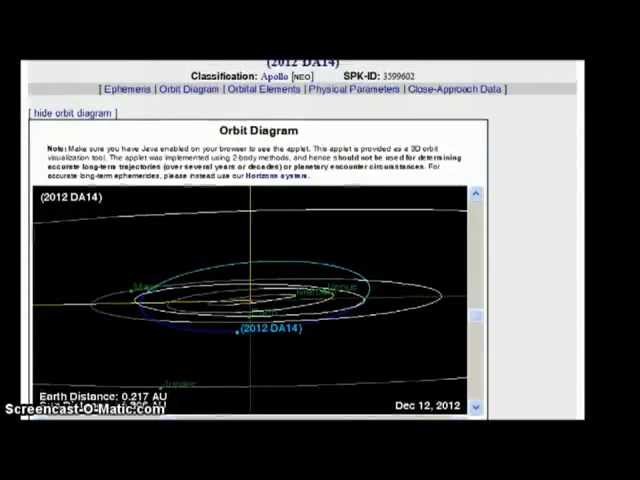 (2012 DA14)
Classification: Apollo [NEO] SPK-ID: 3599602
[ Ephemeris | Orbit Diagram | Orbital Elements | Physical Parameters | Close-Approach Data ]
[ hide orbit diagram ]
Orbit Diagram
Note: Make sure you have Java enabled on your browser to see the applet. This applet is provided as a 3D orbit
visualization tool. The applet was implemented using 2-body methods, and hence should not be used for determining
accurate long-term trajectories (over several years or decades) or planetary encounter circumstances. For
accurate long-term ephemerides, please instead use our Horizons system.
(2012 DA14)
Mars
Venus
(2012 DA14)
Jupiter
Earth Distance: 0.217 AU
Dec 12, 2012
Screencast-O-Matic.com